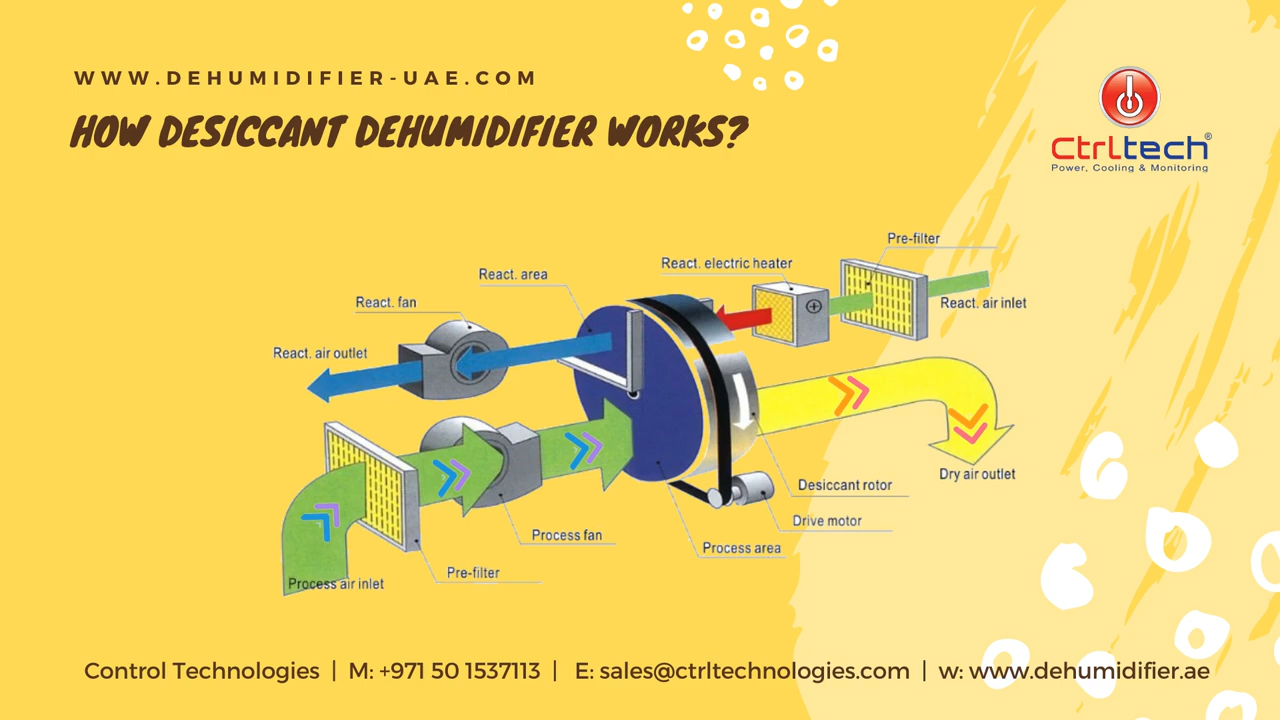 WWW.DEHUMIDIFIER-UAE.COM
HOW DESICCANT DEHUMIDIFIER WORKS?
Ctrltech®
Power, Cooling & Monitoring
Pre-filter
React. electric heater
React. area
React. fan
React. air inlet
React. air outlet
Dry air outlet
Desiccant rotor
Drive motor
Process fan
Process area
Pre-filter
Process air inlet
Control Technologies | M: +971 50 1537113 | E: sales@ctrltechnologies.com | w: www.dehumidifier.ae